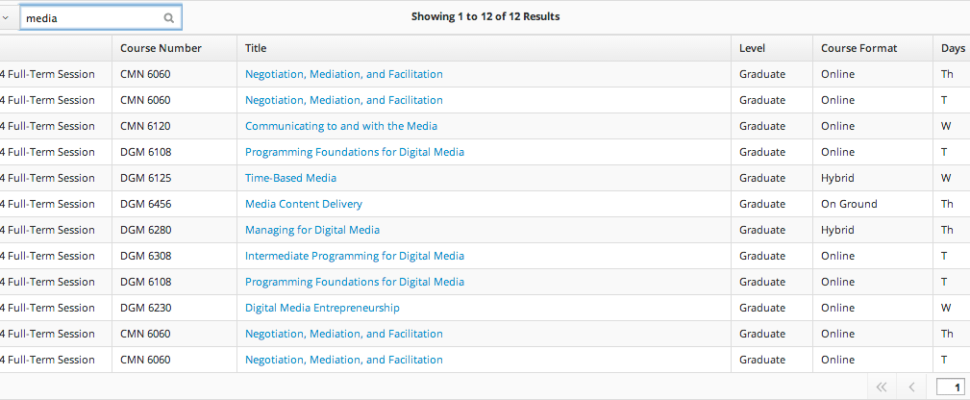 media Showing 1 to 12 of 12 Results
Course Number Title Level Course Format Days
4 Full-Term Session CMN 6060 Negotiation, Mediation, and Facilitation Graduate Online Th
4 Full-Term Session CMN 6060 Negotiation, Mediation, and Facilitation Graduate Online T
4 Full-Term Session CMN 6120 Communicating to and with the Media Graduate Online W
4 Full-Term Session DGM 6108 Programming Foundations for Digital Media Graduate Online T
4 Full-Term Session DGM 6125 Time-Based Media Graduate Hybrid W
4 Full-Term Session DGM 6456 Media Content Delivery Graduate On Ground Th
4 Full-Term Session DGM 6280 Managing for Digital Media Graduate Hybrid Th
4 Full-Term Session DGM 6308 Intermediate Programming for Digital Media Graduate Online T
4 Full-Term Session DGM 6108 Programming Foundations for Digital Media Graduate Online T
4 Full-Term Session DGM 6230 Digital Media Entrepreneurship Graduate Online W
4 Full-Term Session CMN 6060 Negotiation, Mediation, and Facilitation Graduate Online Th
4 Full-Term Session CMN 6060 Negotiation, Mediation, and Facilitation Graduate Online T
1